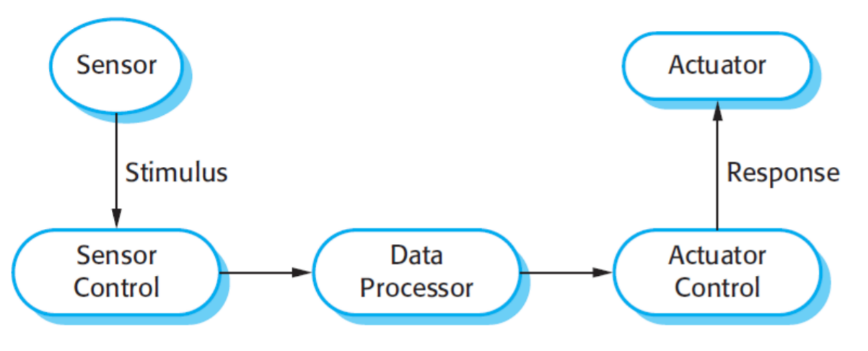 Sensor
Actuator
Stimulus
Response
Sensor
Control
Data
Processor
Actuator
Control